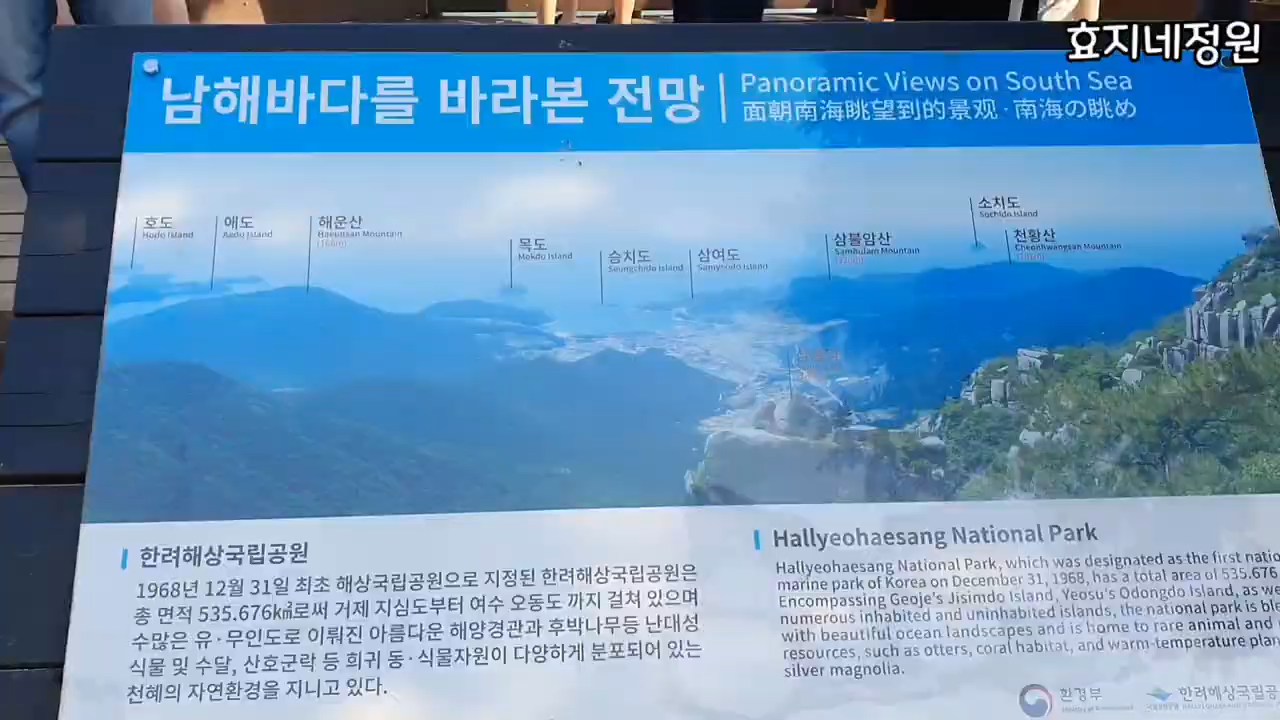 효지네정원
남해바다를 바라본 전망
Panoramic Views on South Sea
面朝南海眺望到的景观 · 南海の眺め
호도
Hodo Island
애도
Aedo Island
해운산
Haeunsan Mountain
목도
Mokdo Island
승치도
Seungchido Island
삼여도
Samyeodo Island
삼불암산
Sambulam Mountain
소치도
Sochido Island
천황산
Cheonhwangsan Mountain
한려해상국립공원
1968년 12월 31일 최초 해상국립공원으로 지정된 한려해상국립공원은
총 면적 535.676㎢로써 거제 지심도부터 여수 오동도 까지 걸쳐 있으며
수많은 유·무인도로 이뤄진 아름다운 해양경관과 후박나무등 난대성
식물 및 수달, 산호군락 등 희귀 동·식물자원이 다양하게 분포되어 있는
천혜의 자연환경을 지니고 있다.
Hallyeohaesang National Park
Hallyeohaesang National Park, which was designated as the first natio
marine park of Korea on December 31, 1968, has a total area of 535.676
Encompassing Geoje's Jisimdo Island, Yeosu's Odongdo Island, as we
numerous inhabited and uninhabited islands, the national park is ble
with beautiful ocean landscapes and is home to rare animal and
resources, such as otters, coral habitat, and warm-temperature plan
silver magnolia.
환경부
한려해상국립공